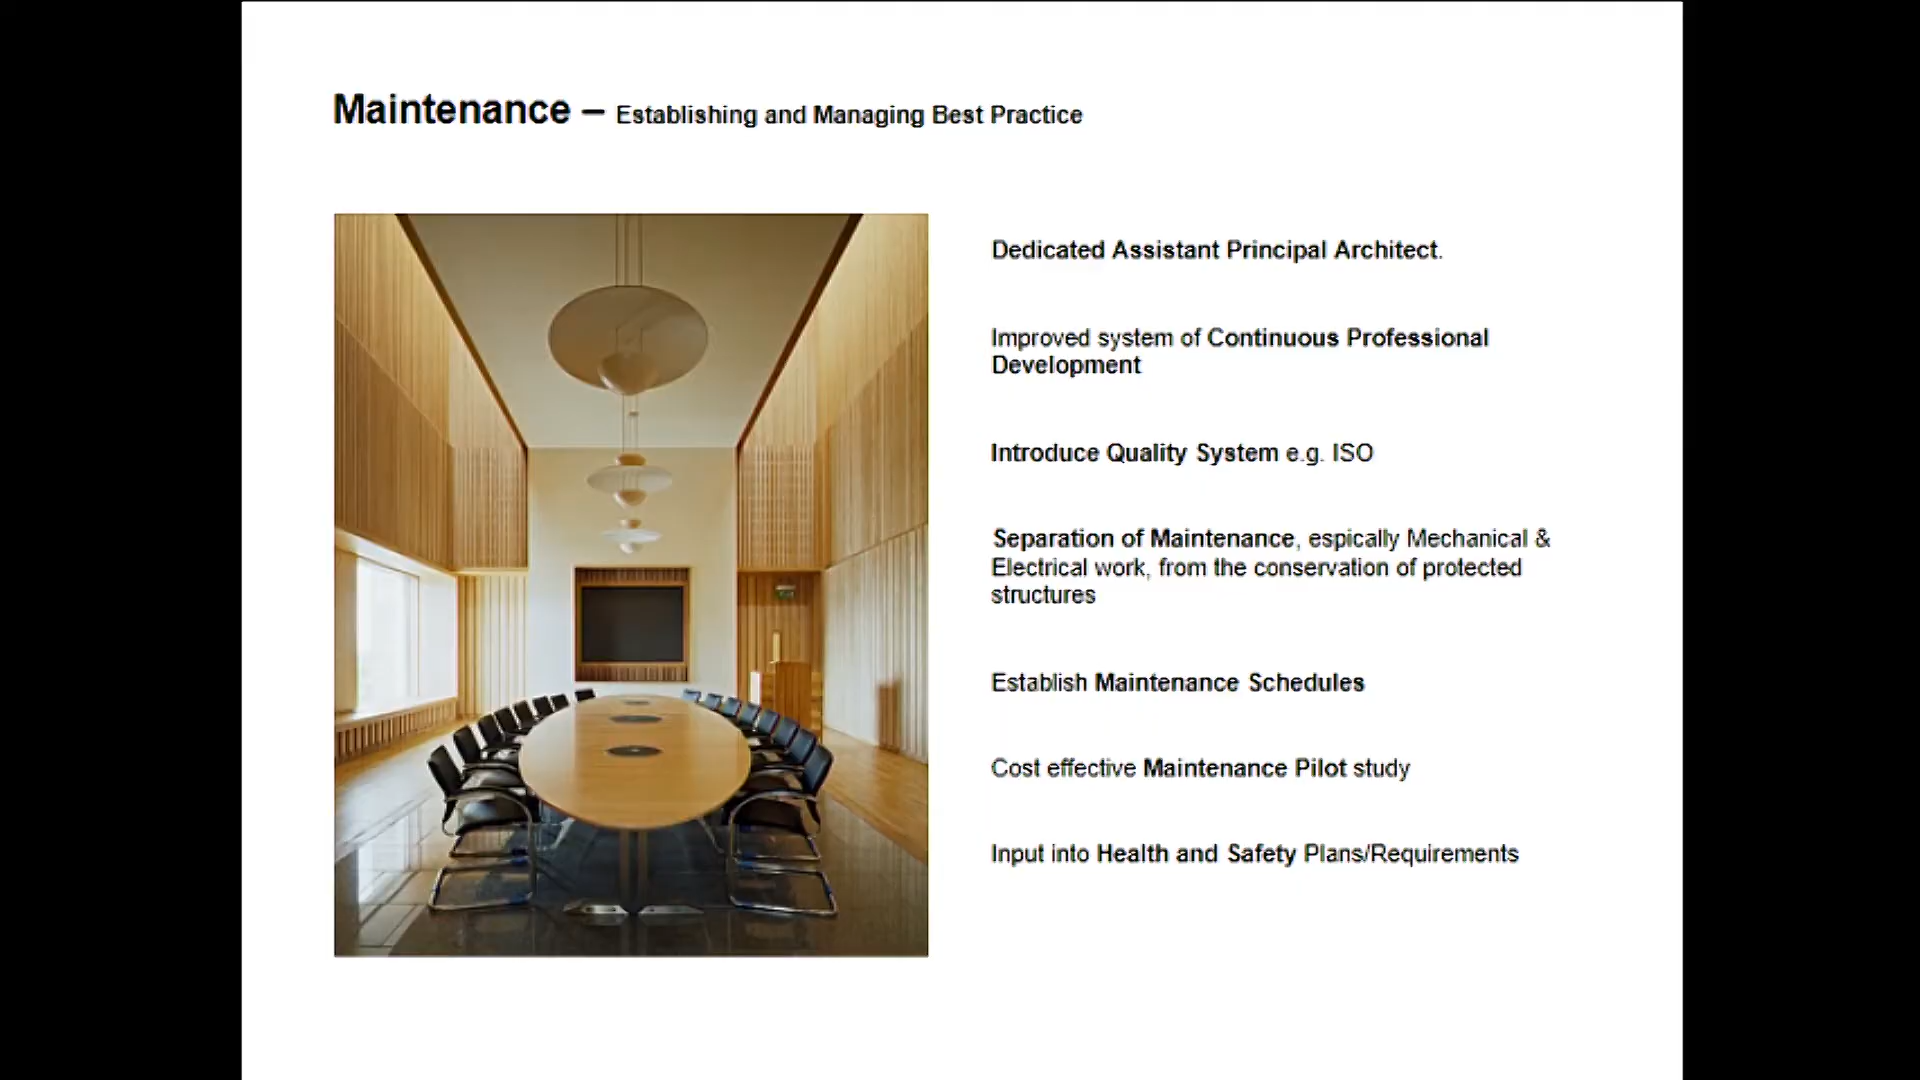 Maintenance – Establishing and Managing Best Practice
Dedicated Assistant Principal Architect.
Improved system of Continuous Professional
Development
Introduce Quality System e.g. ISO
Separation of Maintenance, espically Mechanical &
Electrical work, from the conservation of protected
structures
Establish Maintenance Schedules
Cost effective Maintenance Pilot study
Input into Health and Safety Plans/Requirements